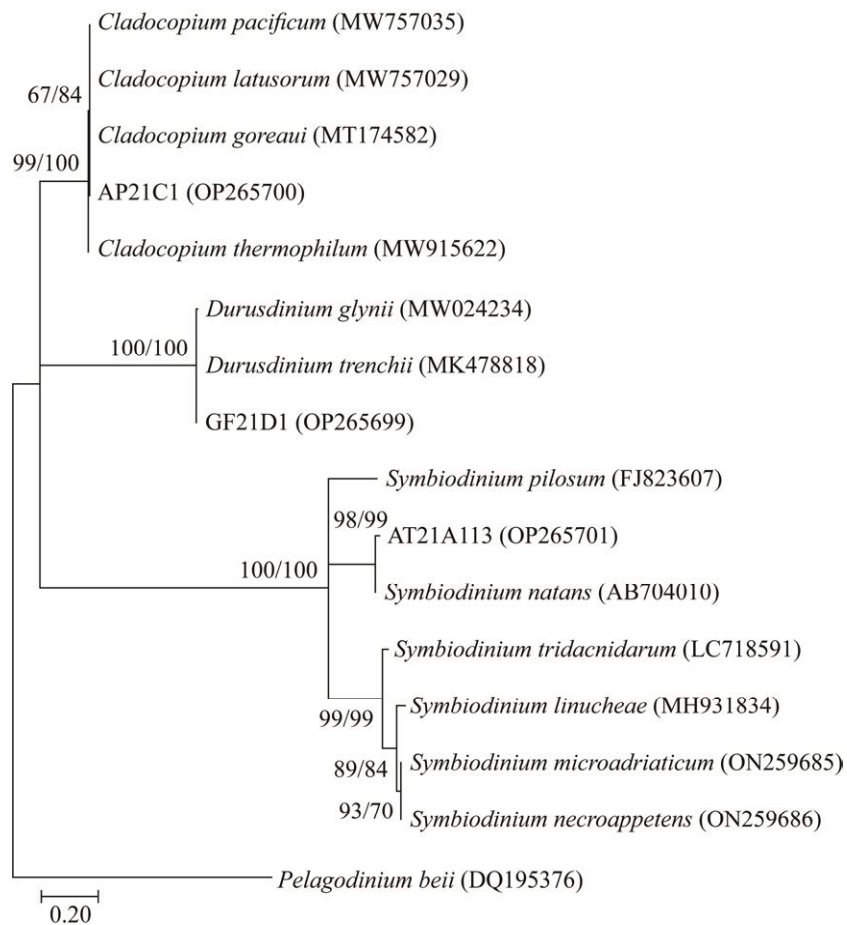 Cladocopium pacificum (MW757035)
67/84
Cladocopium latusorum (MW757029)
Cladocopium goreaui (MT174582)
99/100
AP21C1 (OP265700)
Cladocopium thermophilum (MW915622)
Durusdinium glynii (MW024234)
100/100
Durusdinium trenchii (MK478818)
GF21D1 (OP265699)
Symbiodinium pilosum (FJ823607)
98/99
AT21A113 (OP265701)
100/100
Symbiodinium natans (AB704010)
Symbiodinium tridacnidarum (LC718591)
99/99
Symbiodinium linucheae (MH931834)
89/84
Symbiodinium microadriaticum (ON259685)
93/70
Symbiodinium necroappetens (ON259686)
Pelagodinium beii (DQ195376)
0.20